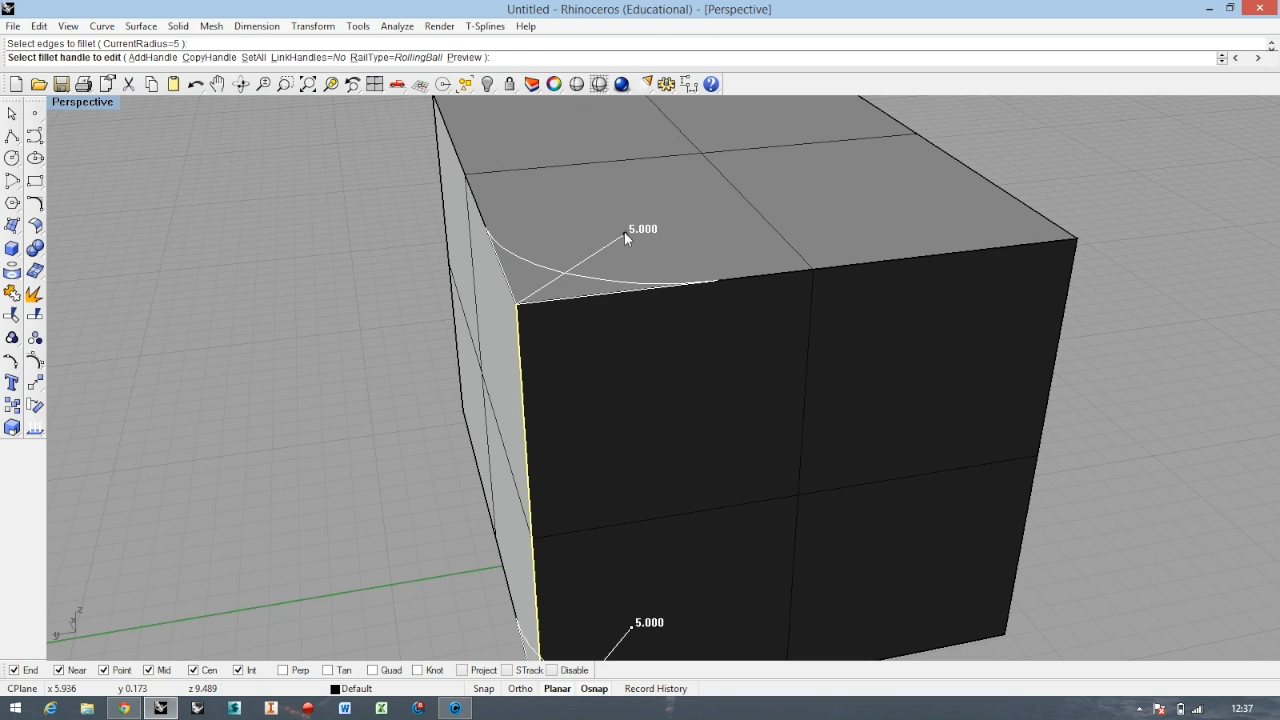 Untitled - Rhinoceros (Educational) - [Perspective]
File Edit View Curve Surface Solid Mesh Dimension Transform Tools Analyze Render T-Splines Help
Select edges to fillet ( CurrentRadius=5 ):
Select fillet handle to edit ( AddHandle CopyHandle SetAll LinkHandles=No RailType=RollingBall Preview ):
Perspective
5.000
5.000
z
x
y
End Near Point Mid Cen Int Perp Tan Quad Knot Project STrack Disable
CPlane x 5.936 y 0.173 z 9.489 Default Snap Ortho Planar Osnap Record History
12:37